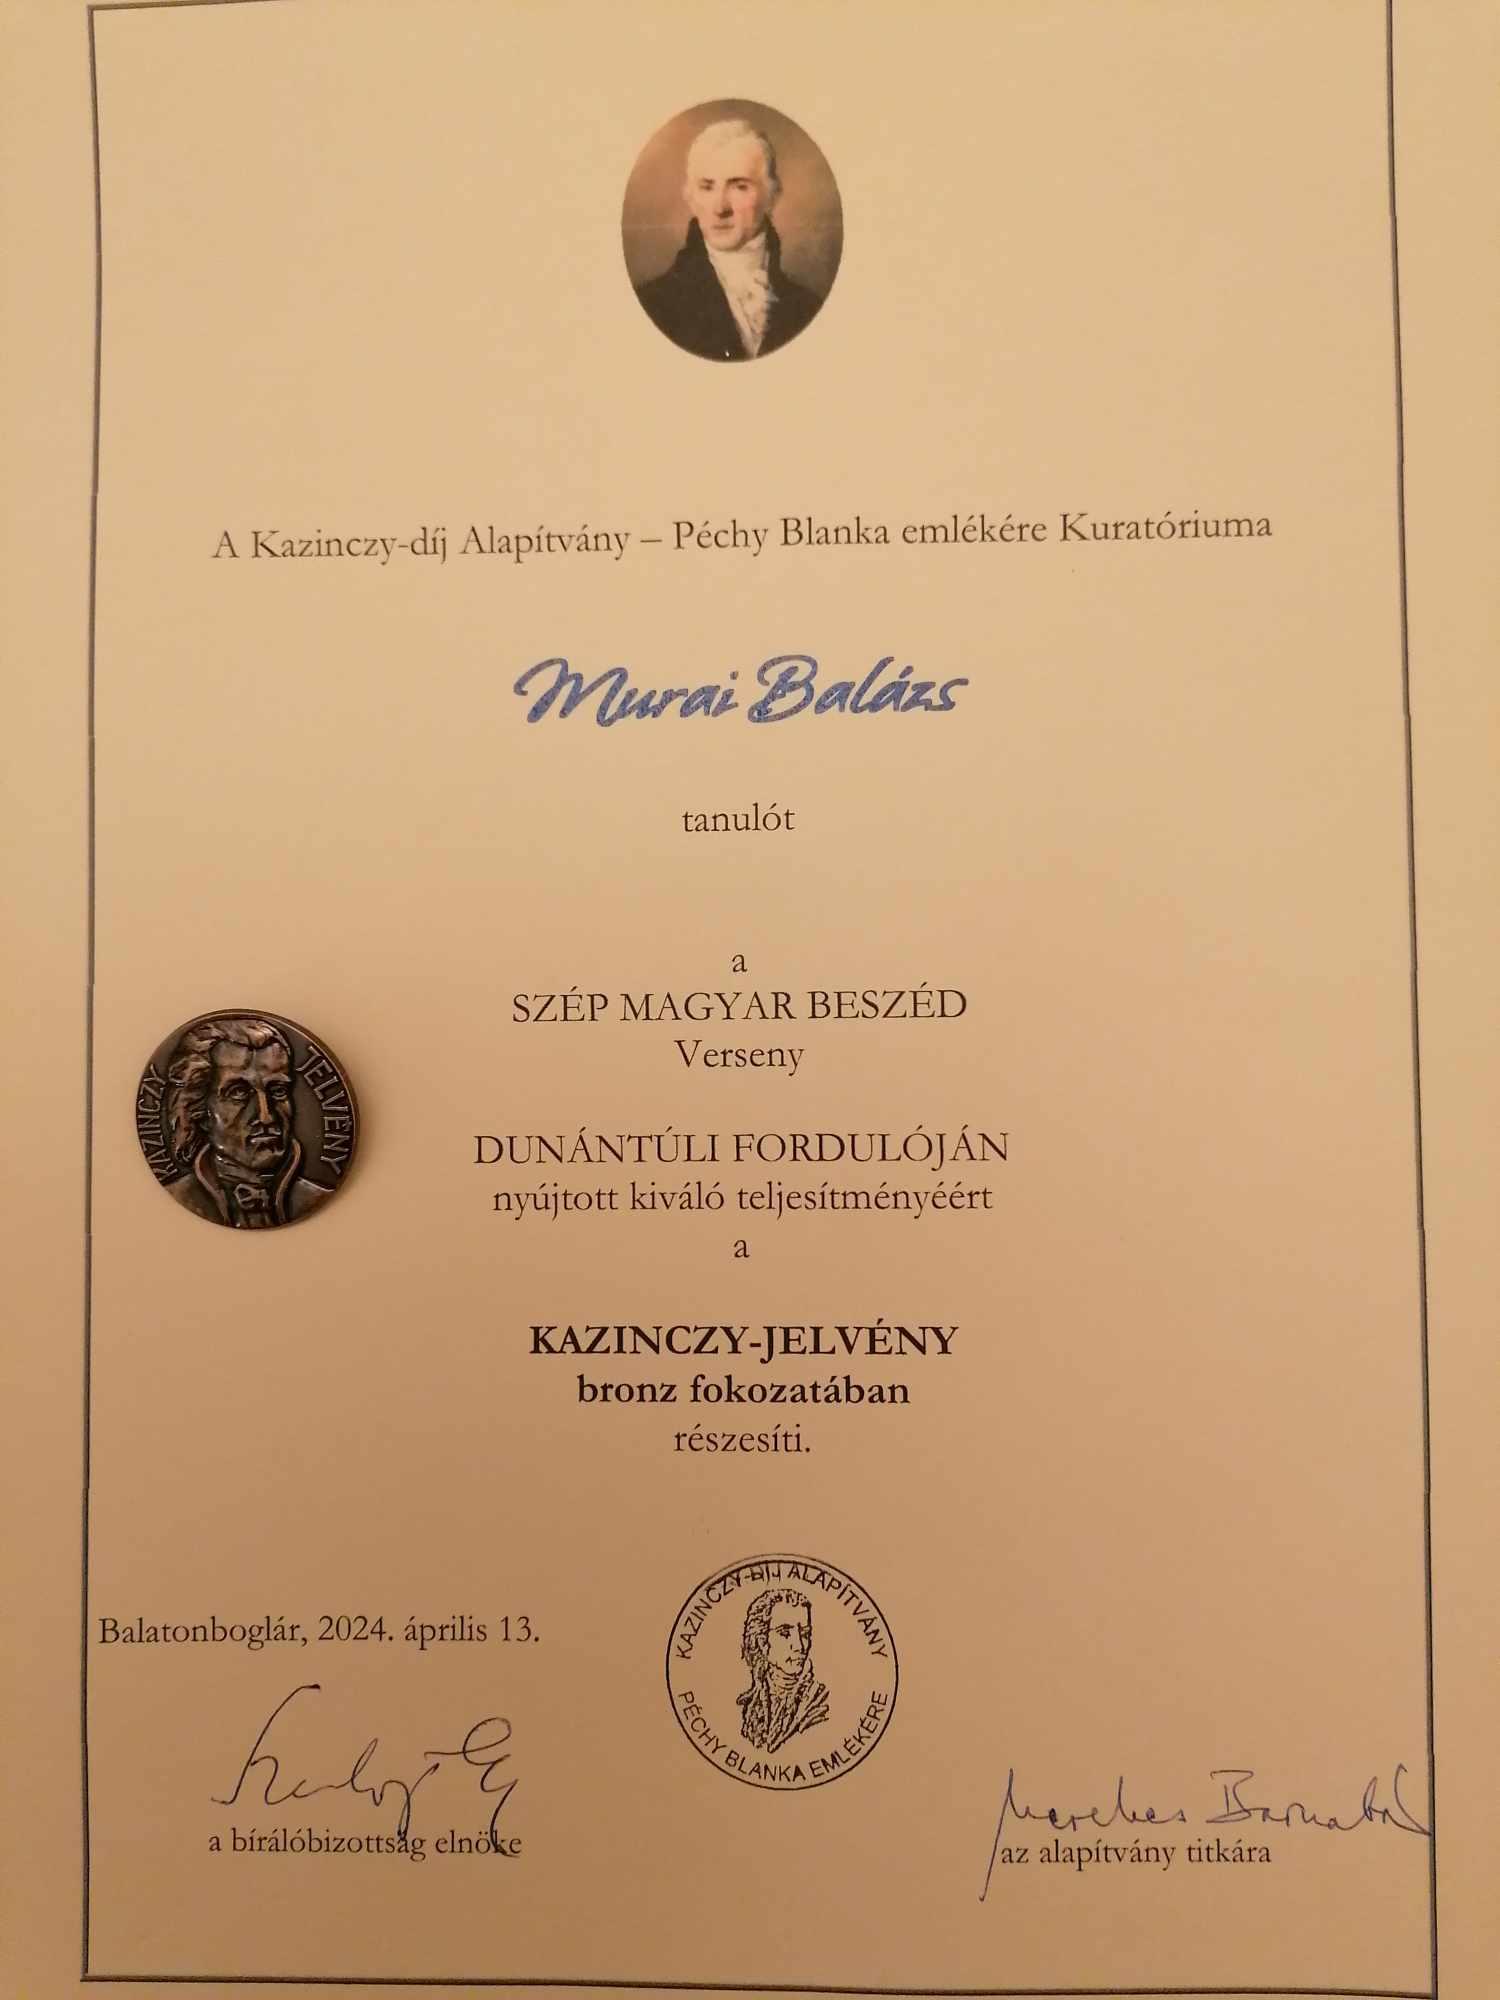 A Kazinczy-díj Alapítvány – Péchy Blanka emlékére Kuratóriuma
Murai Balázs
tanulót
a
SZÉP MAGYAR BESZÉD
Verseny
KAZINCZY JELVÉNY
DUNÁNTÚLI FORDULÓJÁN
nyújtott kiváló teljesítményéért
a
KAZINCZY-JELVÉNY
bronz fokozatában
részesíti.
KAZINCZY-DÍJ ALAPÍTVÁNY
PÉCHY BLANKA EMLÉKÉRE
Balatonboglár, 2024. április 13.
a bírálóbizottság elnöke
az alapítvány titkára